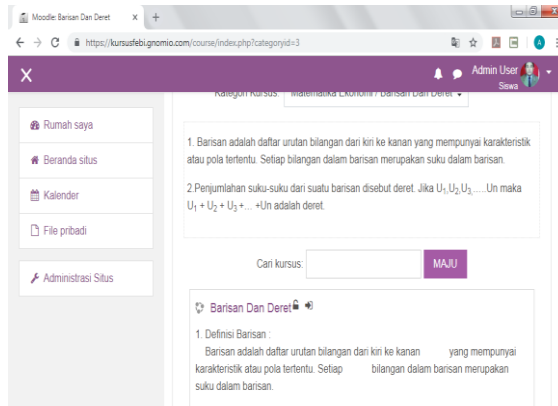 Moodle: Barisan Dan Deret
https://kursusfebi.gnomio.com/course/index.php?categoryid=3
Admin User
Siswa
Kategori Kursus: Matematika Ekonomi / Barisan Dan Deret
Rumah saya
Beranda situs
Kalender
File pribadi
Administrasi Situs
1. Barisan adalah daftar urutan bilangan dari kiri ke kanan yang mempunyai karakteristik
atau pola tertentu. Setiap bilangan dalam barisan merupakan suku dalam barisan.
2.Penjumlahan suku-suku dari suatu barisan disebut deret. Jika U₁,U₂,U₃,…..Un maka
U₁ + U₂ + U₃ +… +Un adalah deret.
Cari kursus:
MAJU
Barisan Dan Deret
1. Definisi Barisan :
Barisan adalah daftar urutan bilangan dari kiri ke kanan yang mempunyai
karakteristik atau pola tertentu. Setiap bilangan dalam barisan merupakan
suku dalam barisan.